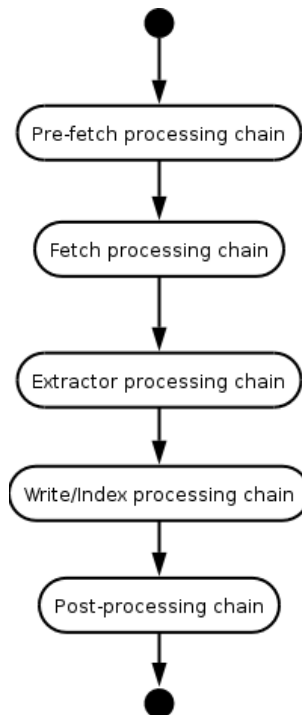 Pre-fetch processing chain
Fetch processing chain
Extractor processing chain
Write/Index processing chain
Post-processing chain